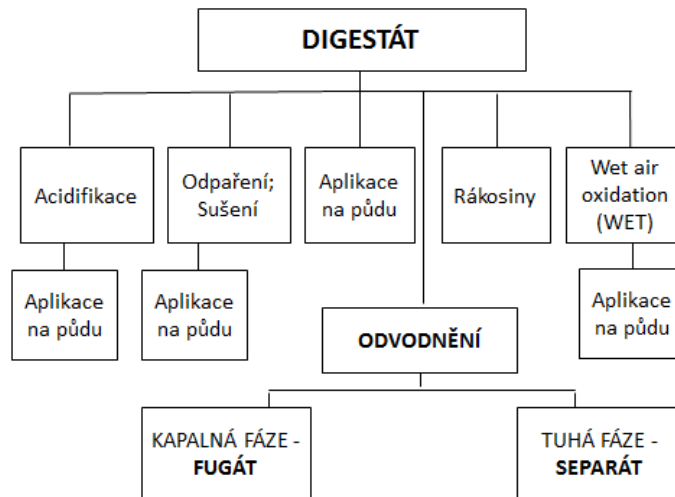 DIGESTÁT
Acidifikace
Odpaření;
Sušení
Aplikace
na půdu
Rákosiny
Wet air
oxidation
(WET)
Aplikace
na půdu
Aplikace
na půdu
Aplikace
na půdu
ODVODNĚNÍ
KAPALNÁ FÁZE -
FUGÁT
TUHÁ FÁZE -
SEPARÁT